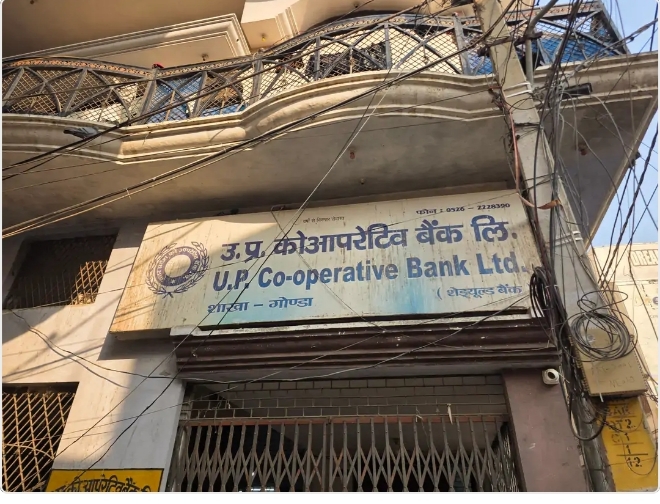 फोन : 0526 - 2228390
उ. प्र. कोआपरेटिव बैंक लि.
U.P. Co-operative Bank Ltd.
शाखा - गोण्डा
( शेड्यूल्ड बैंक